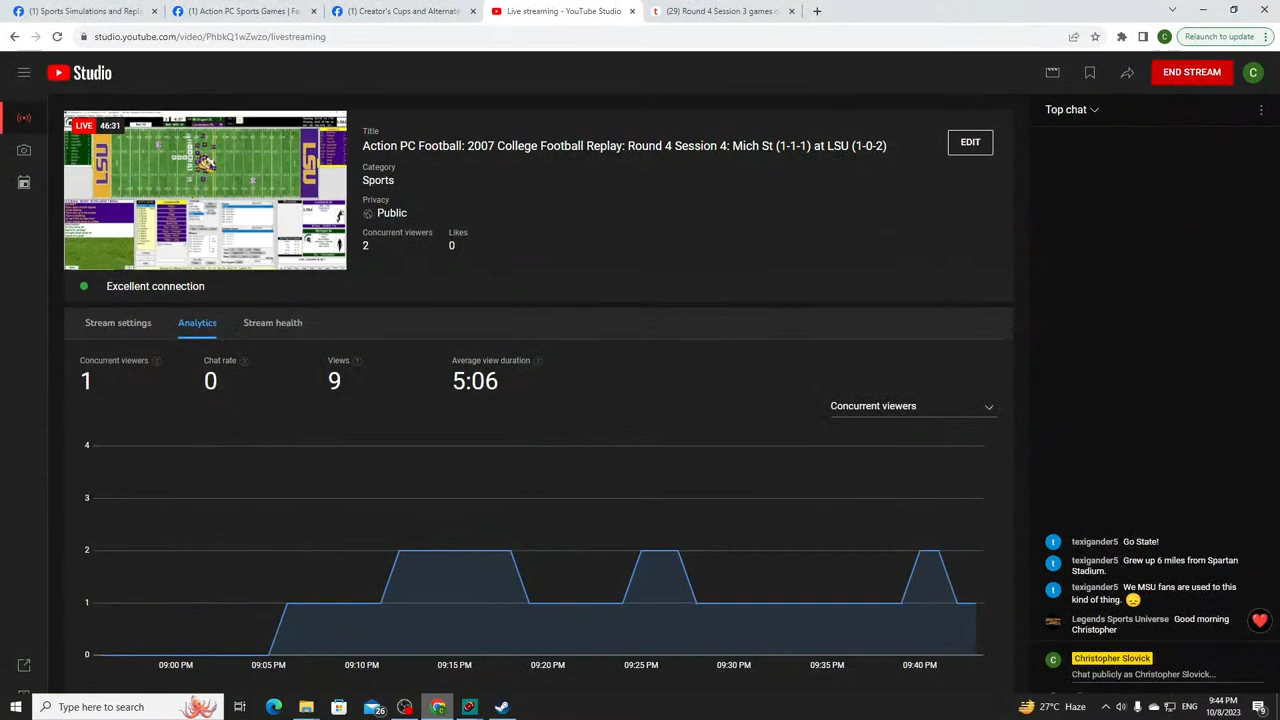 (1) Sports Simulations and Repla
(1) Action PC Sports Games | Fa
(1) Creator's Cups and Alternate
Live streaming - YouTube Studio
(29) Round 4 Session 3 games o
studio.youtube.com/video/PhbkQ1wZwzo/livestreaming
Relaunch to update
Studio
END STREAM
C
LIVE 46:31
LSU
LSU
Title
Action PC Football: 2007 College Football Replay: Round 4 Session 4: Mich St (1-1-1) at LSU (1-0-2)
EDIT
Category
Sports
Privacy
Public
Concurrent viewers
Likes
2
0
Excellent connection
Stream settings
Analytics
Stream health
Concurrent viewers
Chat rate
Views
Average view duration
1
0
9
5:06
Concurrent viewers
4
3
2
1
0
09:00 PM
09:05 PM
09:10 PM
09:15 PM
09:20 PM
09:25 PM
09:30 PM
09:35 PM
09:40 PM
Top chat
t texigander5 Go State!
t texigander5 Grew up 6 miles from Spartan
Stadium.
t texigander5 We MSU fans are used to this
kind of thing. 😞
Legends Sports Universe Good morning
Christopher
C Christopher Slovick
Chat publicly as Christopher Slovick...
Type here to search
26
27°C Haze
ENG
9:44 PM
10/8/2023
9